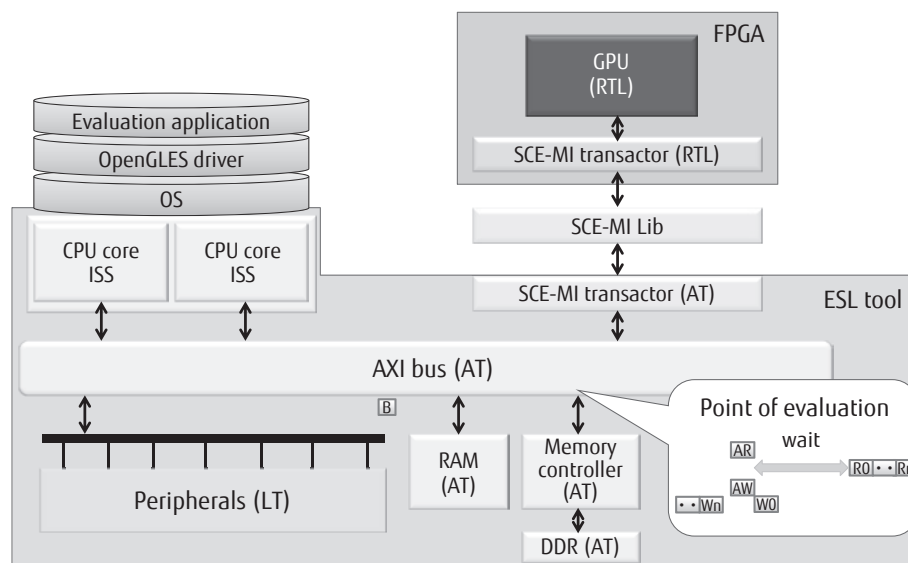 FPGA
GPU
(RTL)
SCE-MI transactor (RTL)
Evaluation application
OpenGLES driver
OS
SCE-MI Lib
CPU core
ISS
CPU core
ISS
SCE-MI transactor (AT)
ESL tool
AXI bus (AT)
B
RAM
(AT)
Memory
controller
(AT)
Peripherals (LT)
DDR (AT)
Point of evaluation
wait
AR
R0 • • Rn
AW
• • Wn
W0